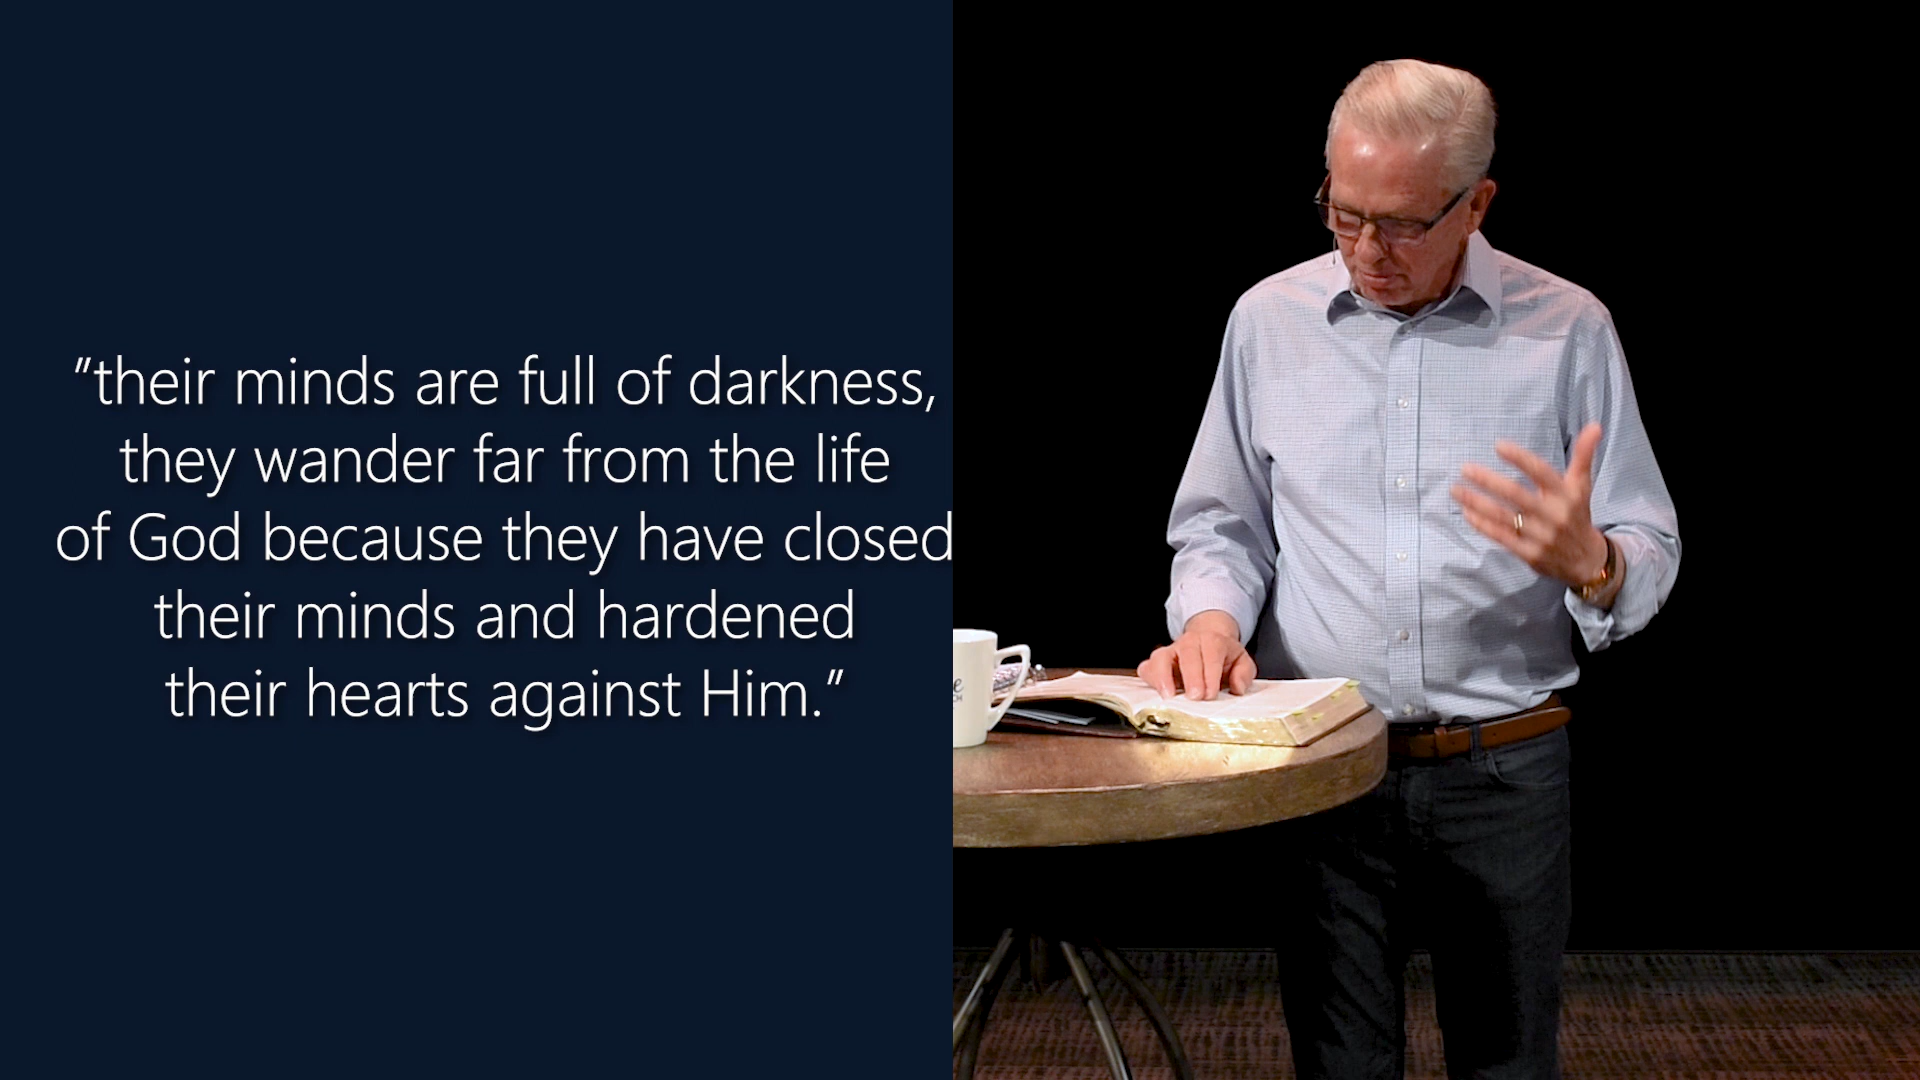 "their minds are full of darkness,
they wander far from the life
of God because they have closed
their minds and hardened
their hearts against Him."